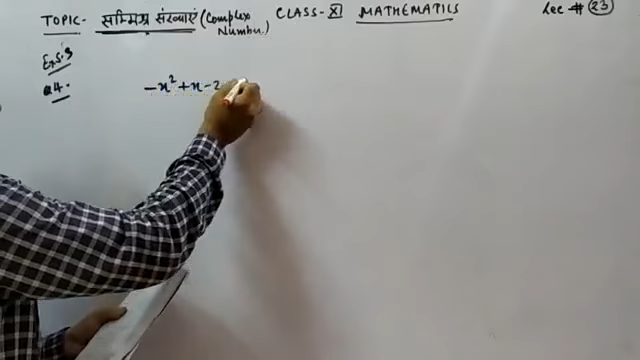 TOPIC- सम्मिश्र संख्याएं (Complex Number.) CLASS-XI MATHEMATICS Lec # 23
Ex 5.3
Q4.
-x² + x - 2